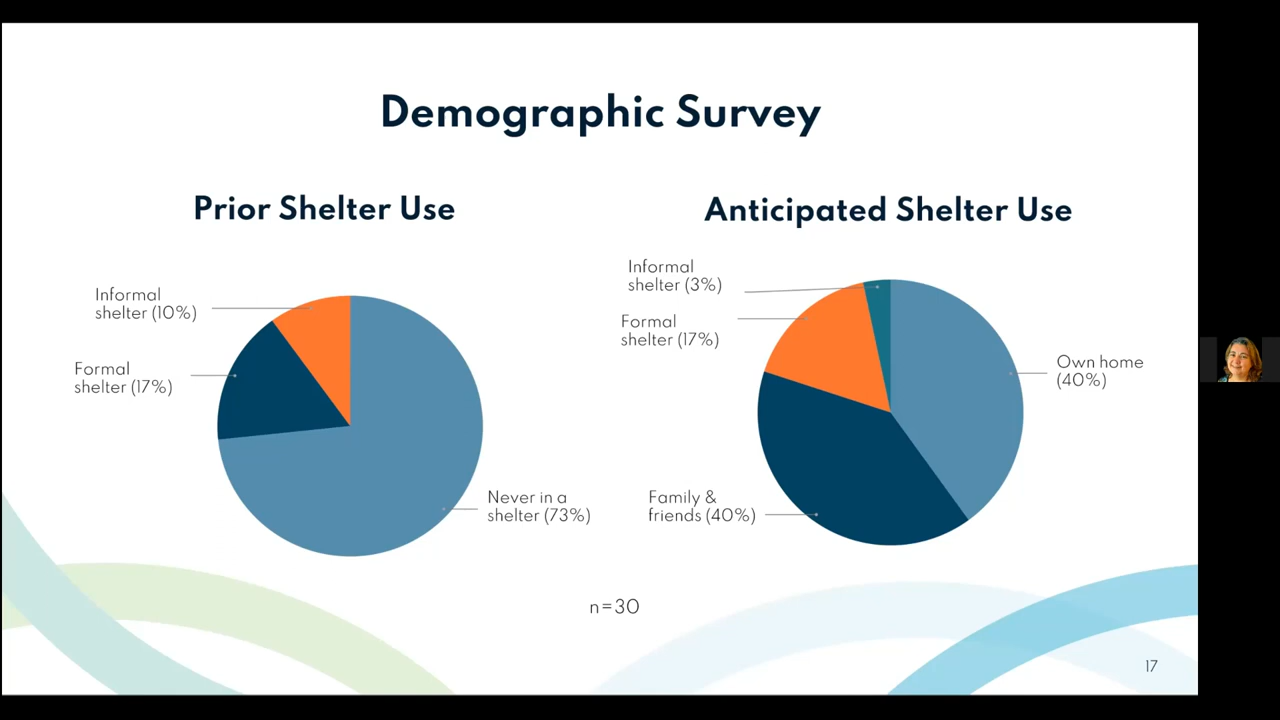 Demographic Survey
Prior Shelter Use
Informal
shelter (10%)
Formal
shelter (17%)
Never in a
shelter (73%)
Anticipated Shelter Use
Informal
shelter (3%)
Formal
shelter (17%)
Own home
(40%)
Family &
friends (40%)
n=30
17